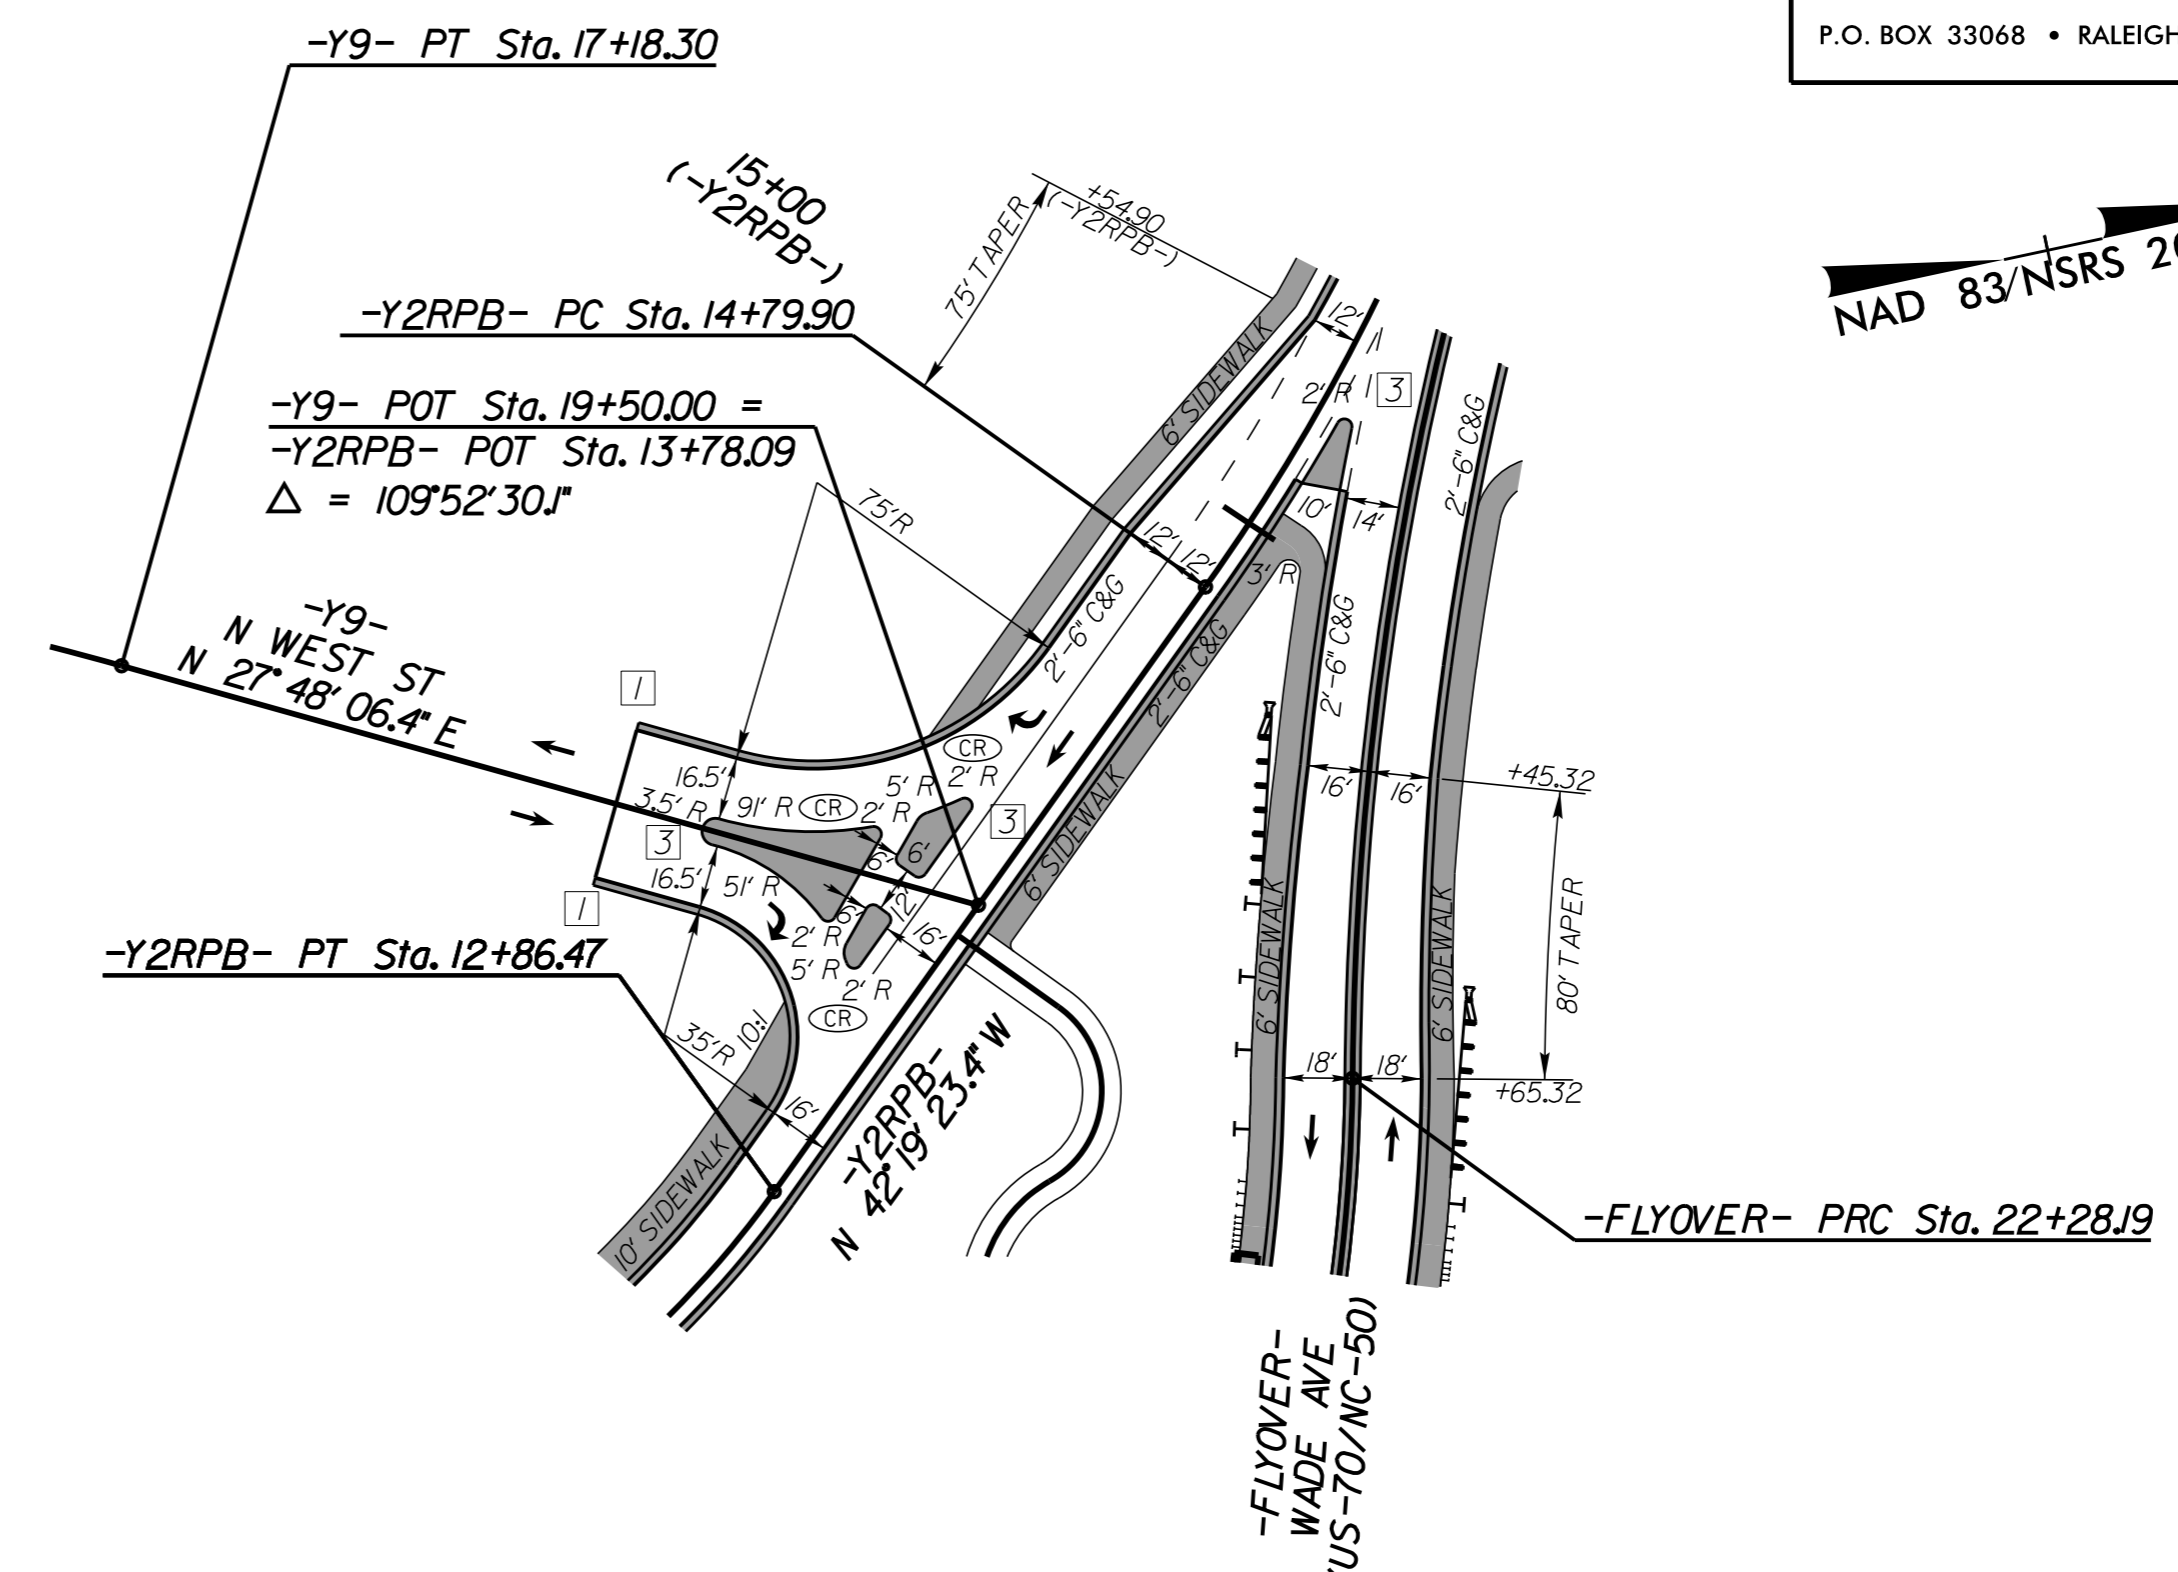 -Y9- PT Sta. 17+18.30
P.O. BOX 33068 • RALEIGH
15+00
(-Y2RPB-)
75' TAPER
+54.90
(-Y2RPB-)
NAD 83/NSRS
-Y2RPB- PC Sta. 14+79.90
12'
6' SIDEWALK
2' R
3
-Y9- POT Sta. 19+50.00 =
-Y2RPB- POT Sta. 13+78.09
△ = 109°52'30.1"
75'R
2'-6" C&G
10'
14'
12'
12'
3' R
2'-6" C&G
2'-6" C&G
2'-6" C&G
-Y9-
N WEST ST
N 27° 48' 06.4" E
1
CR
16.5'
5' R
2' R
3.5' R
91' R
CR
2' R
3
3
6'
6'
6' SIDEWALK
16.5'
51' R
6'
12'
1
2' R
16'
5' R
2' R
CR
16'
16'
+45.32
80' TAPER
6' SIDEWALK
6' SIDEWALK
-Y2RPB- PT Sta. 12+86.47
35'R
10:1
16'
10' SIDEWALK
-Y2RPB-
N 42° 19' 23.4" W
18'
18'
+65.32
-FLYOVER- PRC Sta. 22+28.19
-FLYOVER-
WADE AVE
(US-70/NC-50)